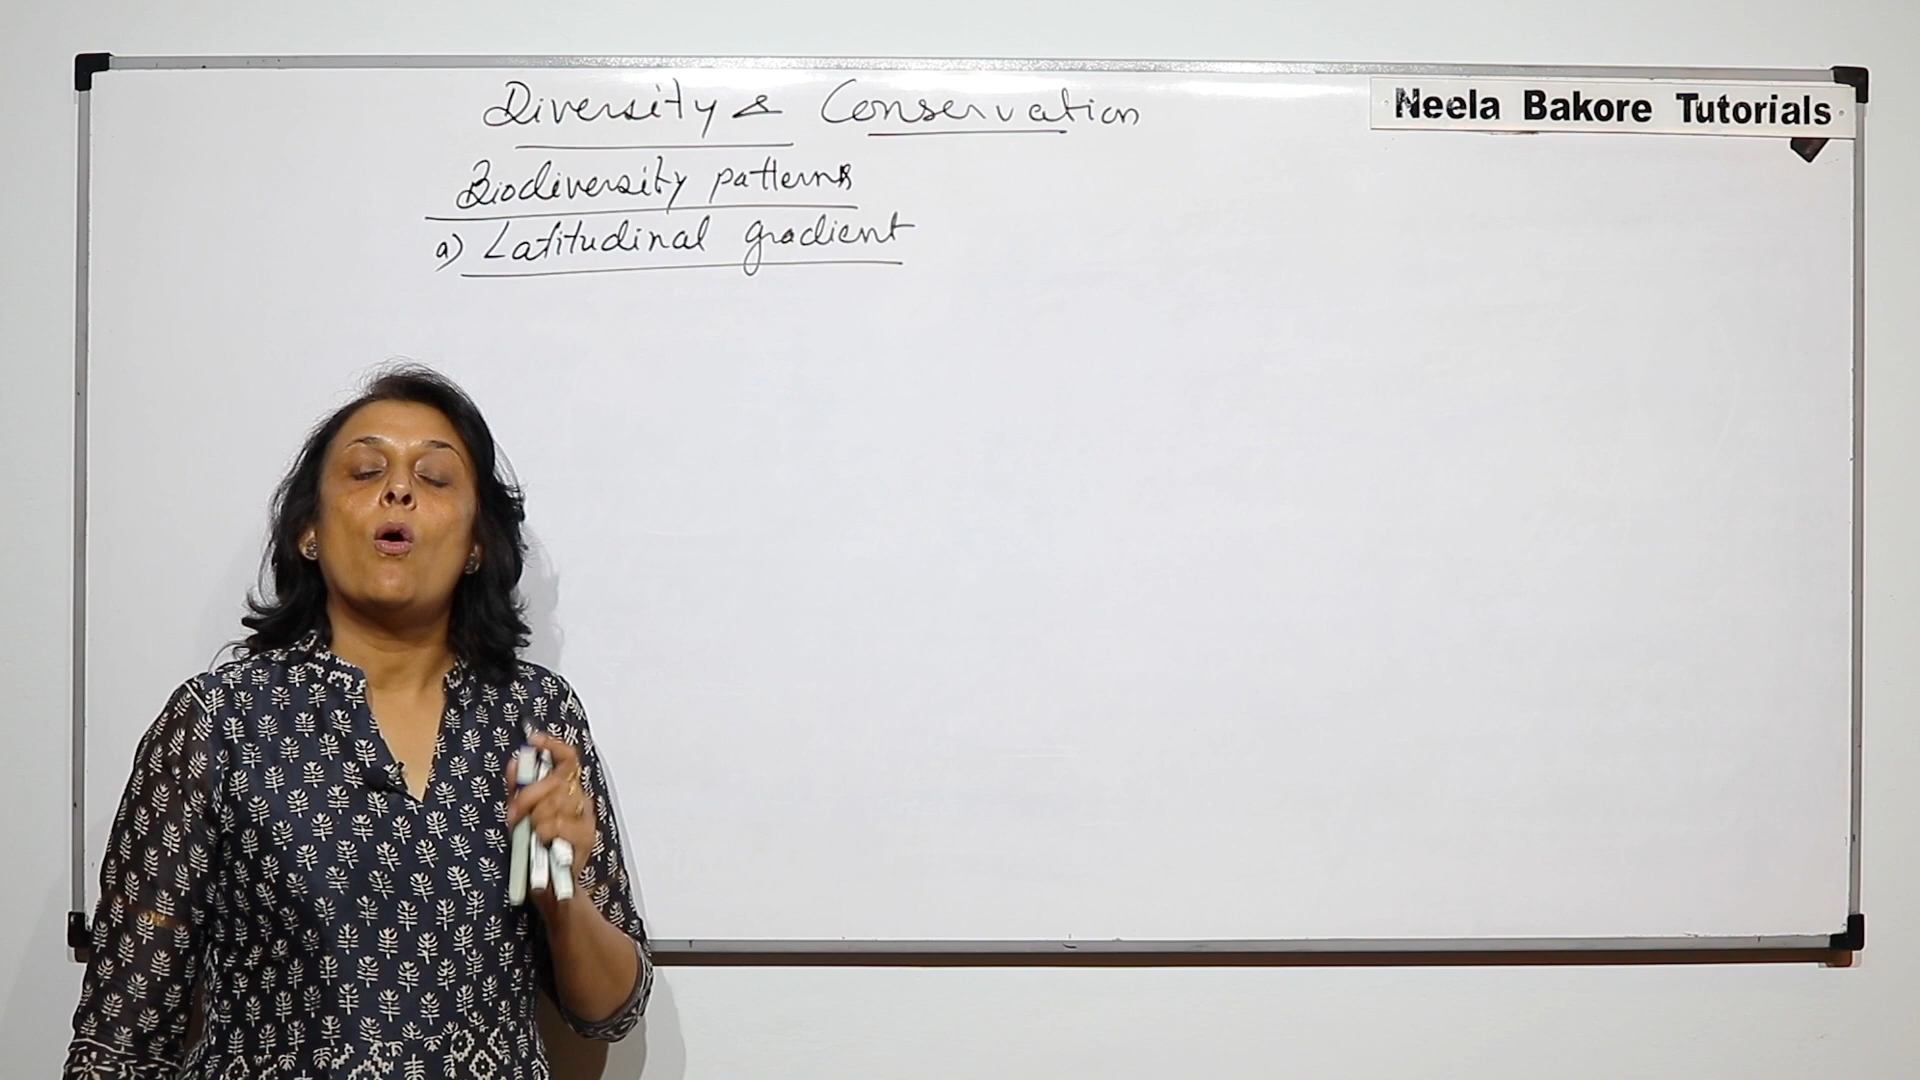 Diversity & Conservation
Neela Bakore Tutorials
Biodiversity patterns
a) Latitudinal gradient